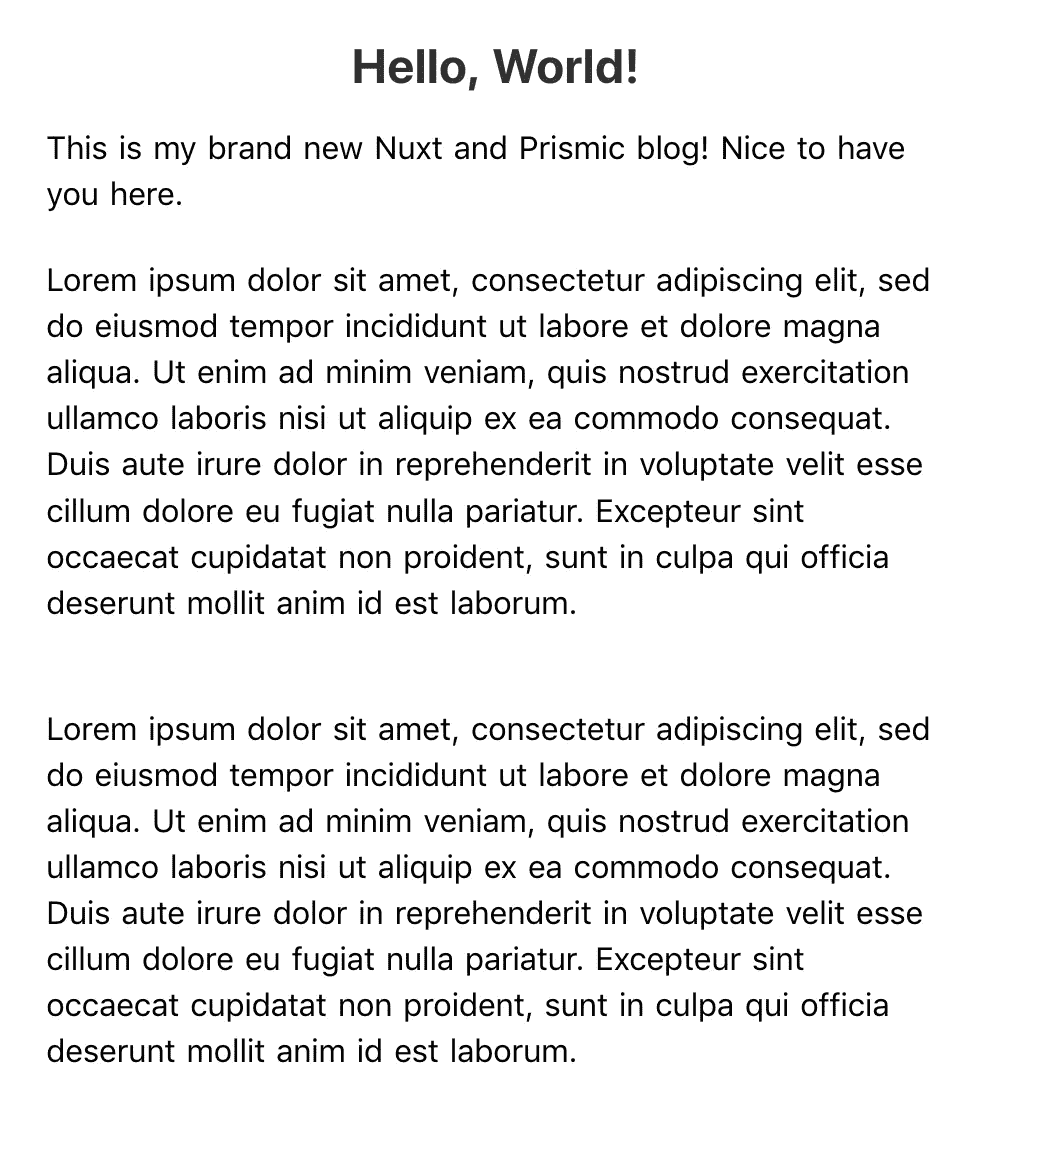 Hello, World!
This is my brand new Nuxt and Prismic blog! Nice to have
you here.
Lorem ipsum dolor sit amet, consectetur adipiscing elit, sed
do eiusmod tempor incididunt ut labore et dolore magna
aliqua. Ut enim ad minim veniam, quis nostrud exercitation
ullamco laboris nisi ut aliquip ex ea commodo consequat.
Duis aute irure dolor in reprehenderit in voluptate velit esse
cillum dolore eu fugiat nulla pariatur. Excepteur sint
occaecat cupidatat non proident, sunt in culpa qui officia
deserunt mollit anim id est laborum.
Lorem ipsum dolor sit amet, consectetur adipiscing elit, sed
do eiusmod tempor incididunt ut labore et dolore magna
aliqua. Ut enim ad minim veniam, quis nostrud exercitation
ullamco laboris nisi ut aliquip ex ea commodo consequat.
Duis aute irure dolor in reprehenderit in voluptate velit esse
cillum dolore eu fugiat nulla pariatur. Excepteur sint
occaecat cupidatat non proident, sunt in culpa qui officia
deserunt mollit anim id est laborum.